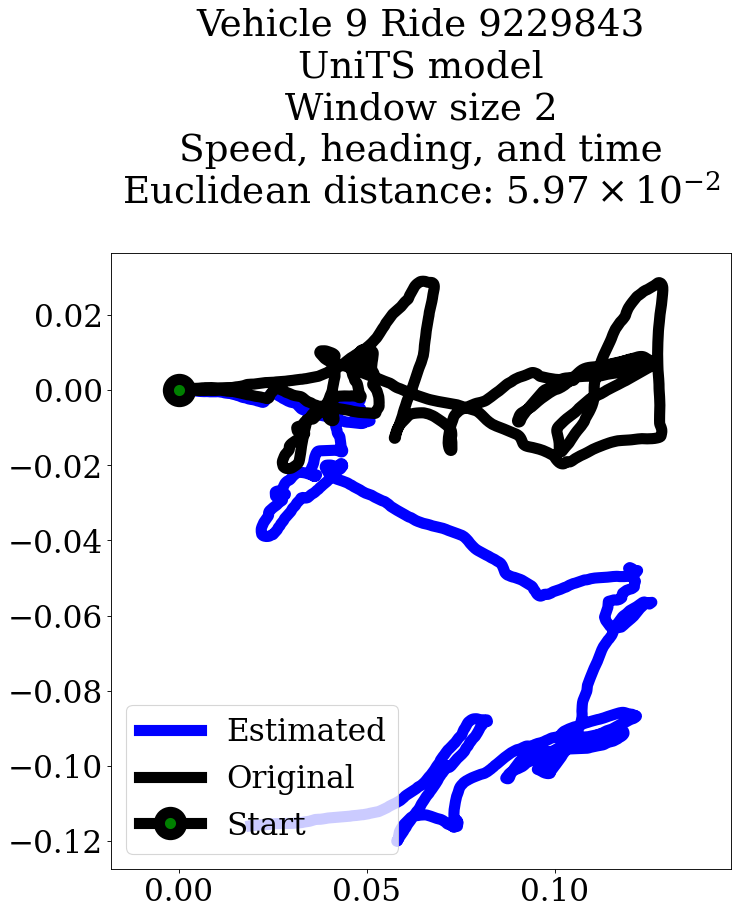 Vehicle 9 Ride 9229843
UniTS model
Window size 2
Speed, heading, and time
Euclidean distance: 5.97 × 10⁻²
0.02
0.00
−0.02
−0.04
−0.06
−0.08
−0.10
−0.12
Estimated
Original
Start
0.00 0.05 0.10